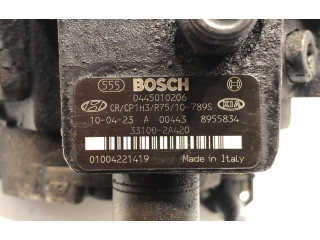 555 BOSCH
0445010206
CR/CP1H3/R75/10-789S KIA
10-04-23 A 00443 8955834
33100-2A420
01004221419 Made in Italy